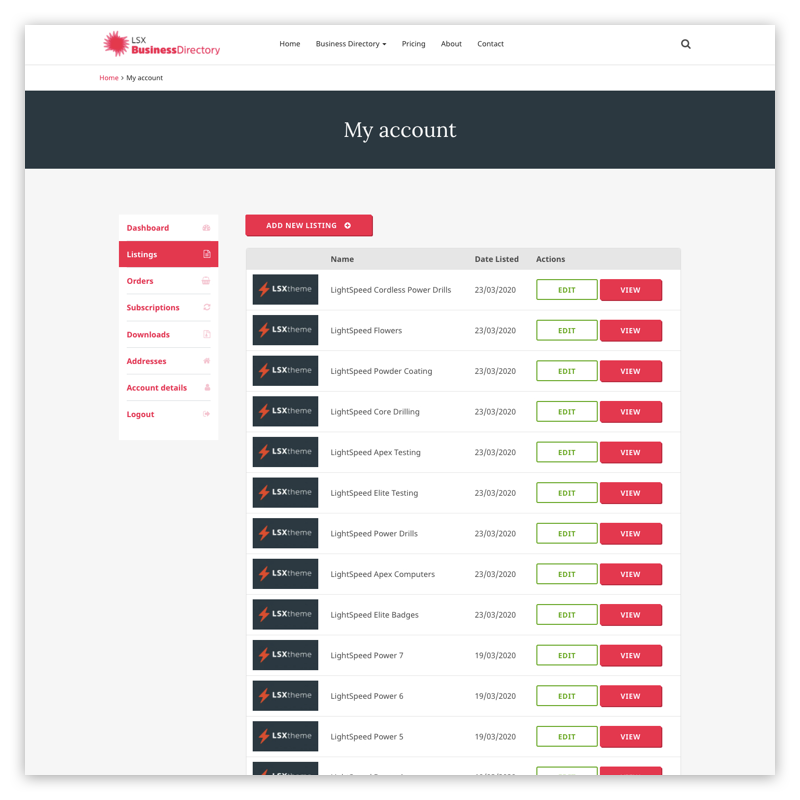 LSX
BusinessDirectory
Home Business Directory Pricing About Contact
Home > My account
My account
Dashboard
Listings
Orders
Subscriptions
Downloads
Addresses
Account details
Logout
ADD NEW LISTING
Name Date Listed Actions
LSXtheme LightSpeed Cordless Power Drills 23/03/2020 EDIT VIEW
LSXtheme LightSpeed Flowers 23/03/2020 EDIT VIEW
LSXtheme LightSpeed Powder Coating 23/03/2020 EDIT VIEW
LSXtheme LightSpeed Core Drilling 23/03/2020 EDIT VIEW
LSXtheme LightSpeed Apex Testing 23/03/2020 EDIT VIEW
LSXtheme LightSpeed Elite Testing 23/03/2020 EDIT VIEW
LSXtheme LightSpeed Power Drills 23/03/2020 EDIT VIEW
LSXtheme LightSpeed Apex Computers 23/03/2020 EDIT VIEW
LSXtheme LightSpeed Elite Badges 23/03/2020 EDIT VIEW
LSXtheme LightSpeed Power 7 19/03/2020 EDIT VIEW
LSXtheme LightSpeed Power 6 19/03/2020 EDIT VIEW
LSXtheme LightSpeed Power 5 19/03/2020 EDIT VIEW